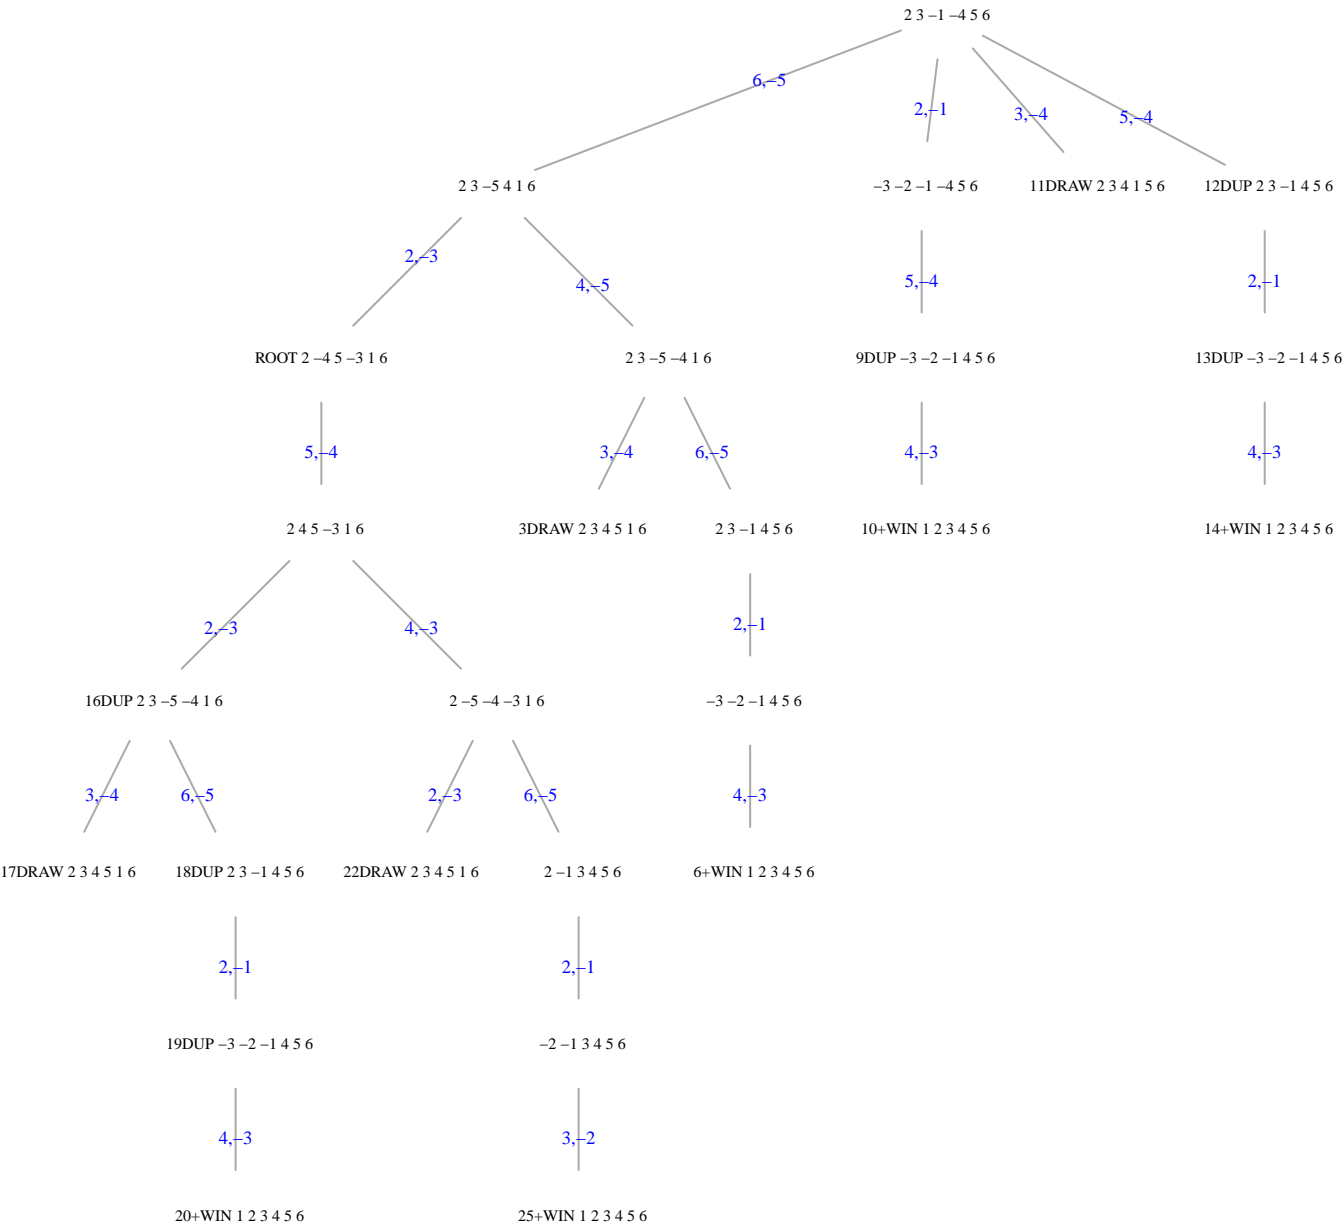 2 3 –1 –4 5 6
6,–5
2,–1
3,–4
5,–4
2 3 –5 4 1 6
–3 –2 –1 –4 5 6
11DRAW 2 3 4 1 5 6
12DUP 2 3 –1 4 5 6
2,–3
4,–5
5,–4
2,–1
ROOT 2 –4 5 –3 1 6
2 3 –5 –4 1 6
9DUP –3 –2 –1 4 5 6
13DUP –3 –2 –1 4 5 6
5,–4
3,–4
6,–5
4,–3
4,–3
2 4 5 –3 1 6
3DRAW 2 3 4 5 1 6
2 3 –1 4 5 6
10+WIN 1 2 3 4 5 6
14+WIN 1 2 3 4 5 6
2,–3
4,–3
2,–1
16DUP 2 3 –5 –4 1 6
2 –5 –4 –3 1 6
–3 –2 –1 4 5 6
3,–4
6,–5
2,–3
6,–5
4,–3
17DRAW 2 3 4 5 1 6
18DUP 2 3 –1 4 5 6
22DRAW 2 3 4 5 1 6
2 –1 3 4 5 6
6+WIN 1 2 3 4 5 6
2,–1
2,–1
19DUP –3 –2 –1 4 5 6
–2 –1 3 4 5 6
4,–3
3,–2
20+WIN 1 2 3 4 5 6
25+WIN 1 2 3 4 5 6